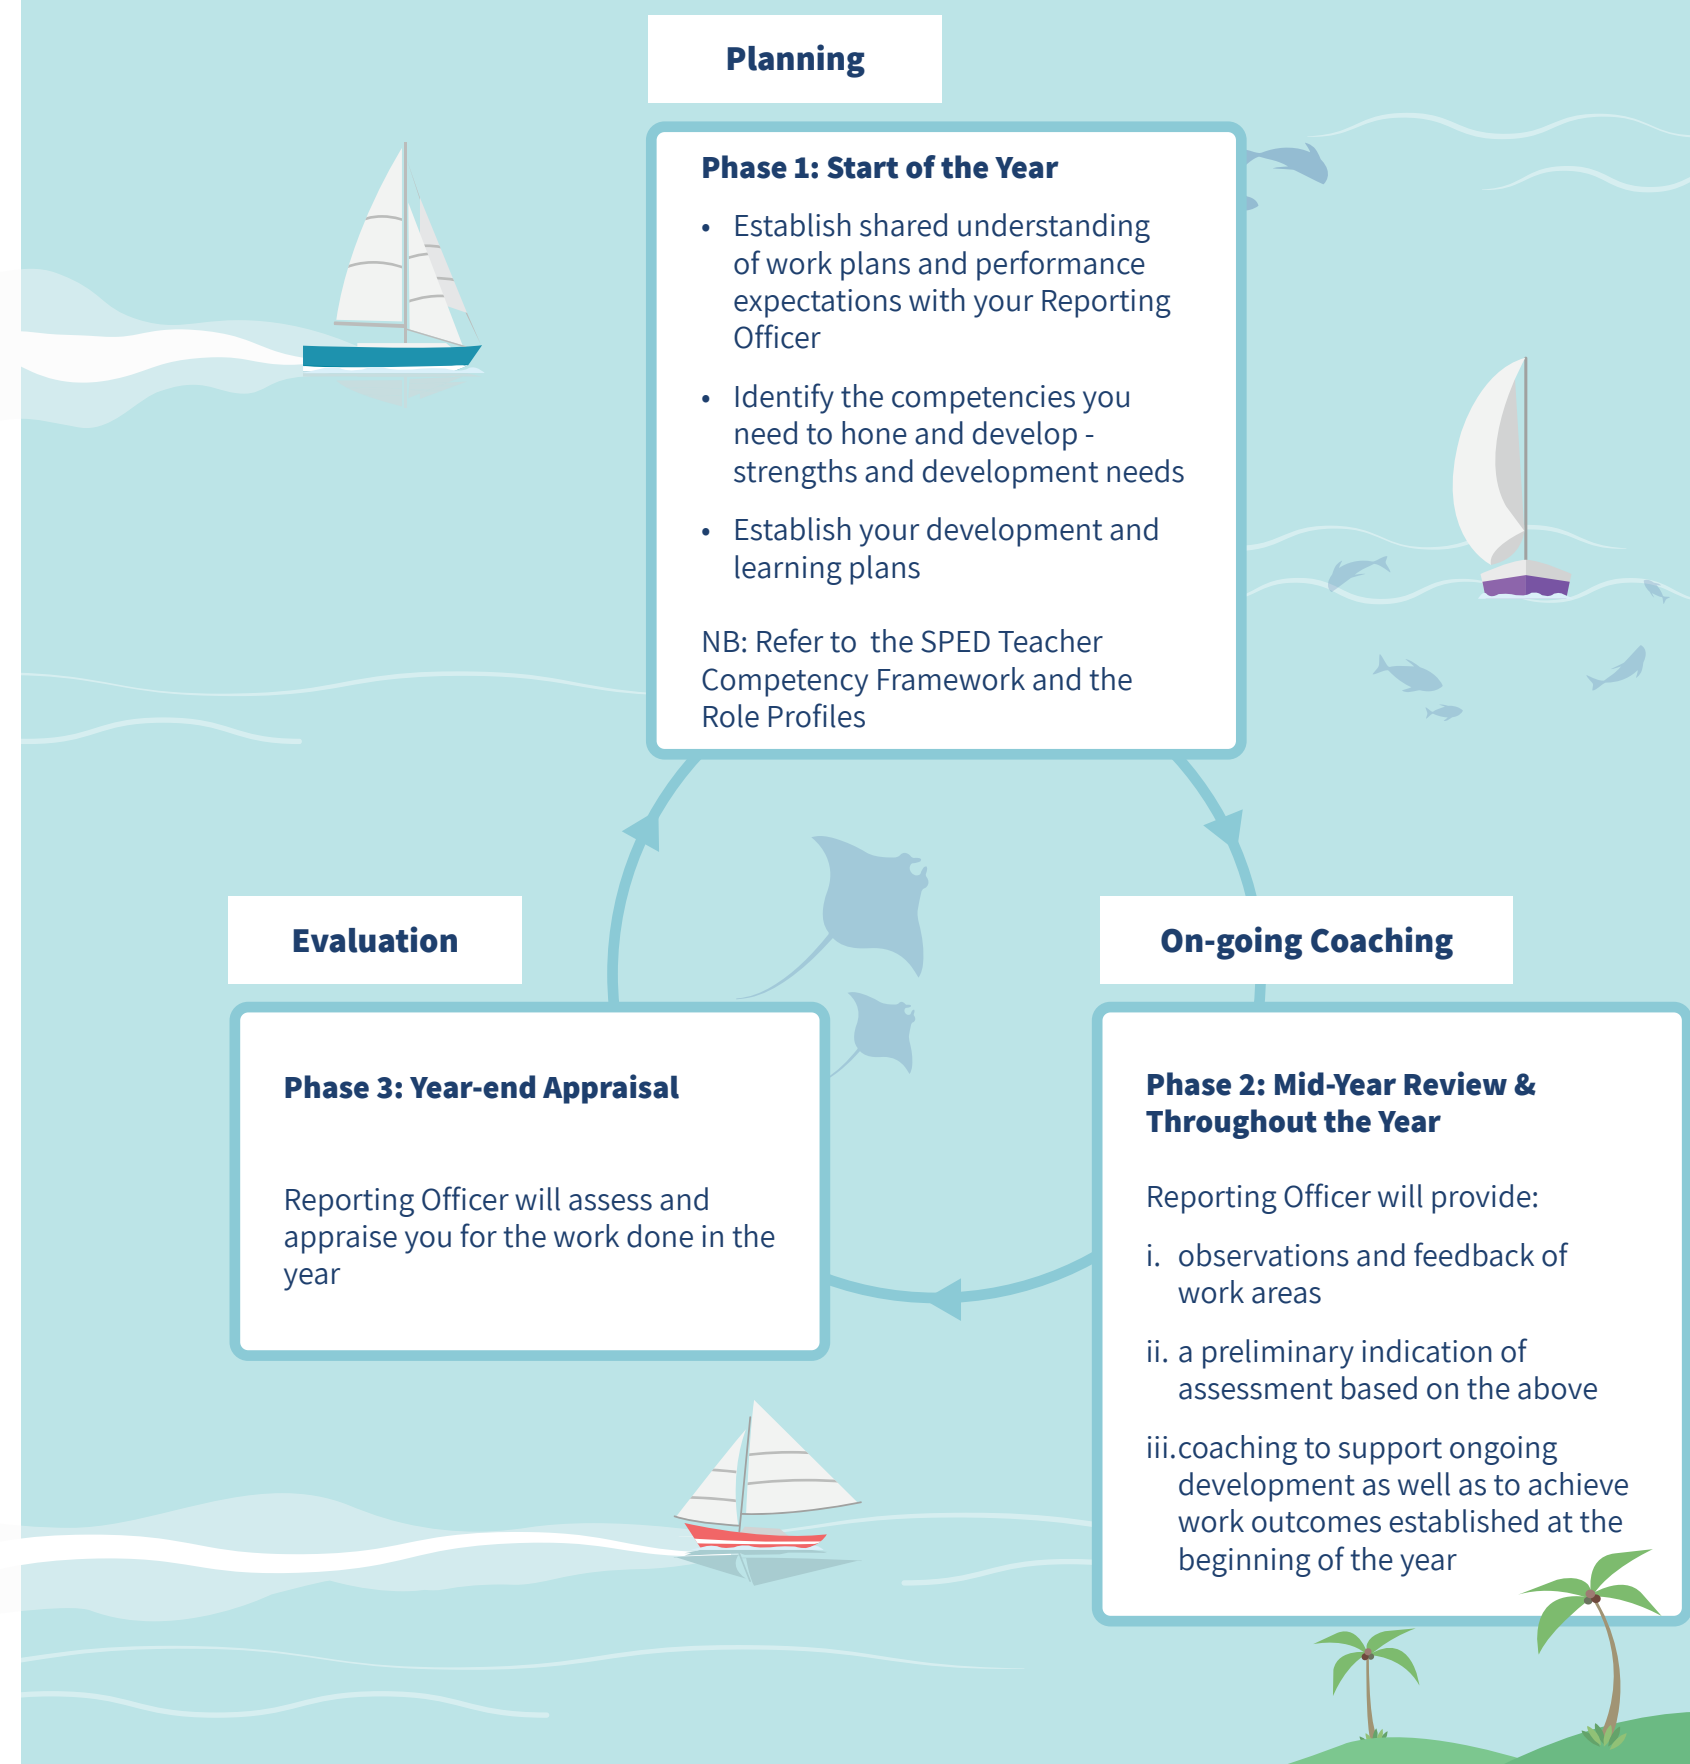 Planning
Phase 1: Start of the Year
• Establish shared understanding
of work plans and performance
expectations with your Reporting
Officer
• Identify the competencies you
need to hone and develop -
strengths and development needs
• Establish your development and
learning plans
NB: Refer to the SPED Teacher
Competency Framework and the
Role Profiles
On-going Coaching
Phase 2: Mid-Year Review &
Throughout the Year
Reporting Officer will provide:
i. observations and feedback of
work areas
ii. a preliminary indication of
assessment based on the above
iii. coaching to support ongoing
development as well as to achieve
work outcomes established at the
beginning of the year
Evaluation
Phase 3: Year-end Appraisal
Reporting Officer will assess and
appraise you for the work done in the
year